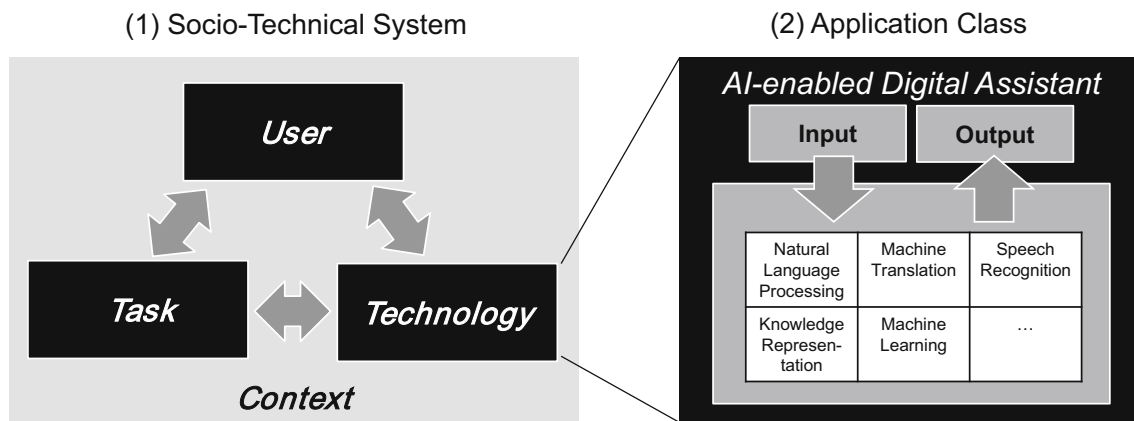 (1) Socio-Technical System
User
Task
Technology
Context
(2) Application Class
AI-enabled Digital Assistant
Input
Output
Natural
Language
Processing
Machine
Translation
Speech
Recognition
Knowledge
Represen-
tation
Machine
Learning
…